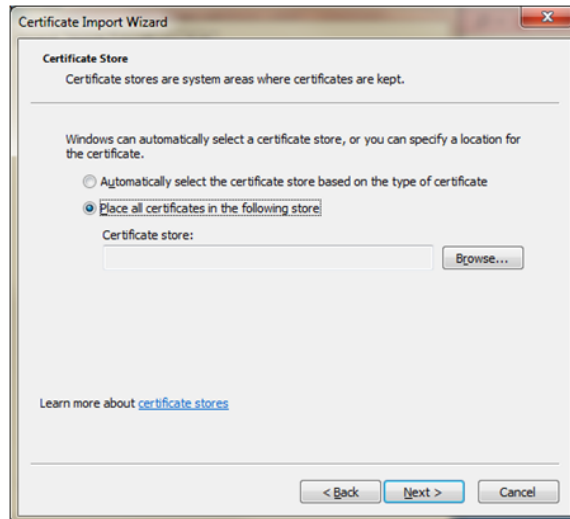 Certificate Import Wizard
Certificate Store
Certificate stores are system areas where certificates are kept.
Windows can automatically select a certificate store, or you can specify a location for
the certificate.
Automatically select the certificate store based on the type of certificate
Place all certificates in the following store
Certificate store:
Browse...
Learn more about certificate stores
< Back Next > Cancel